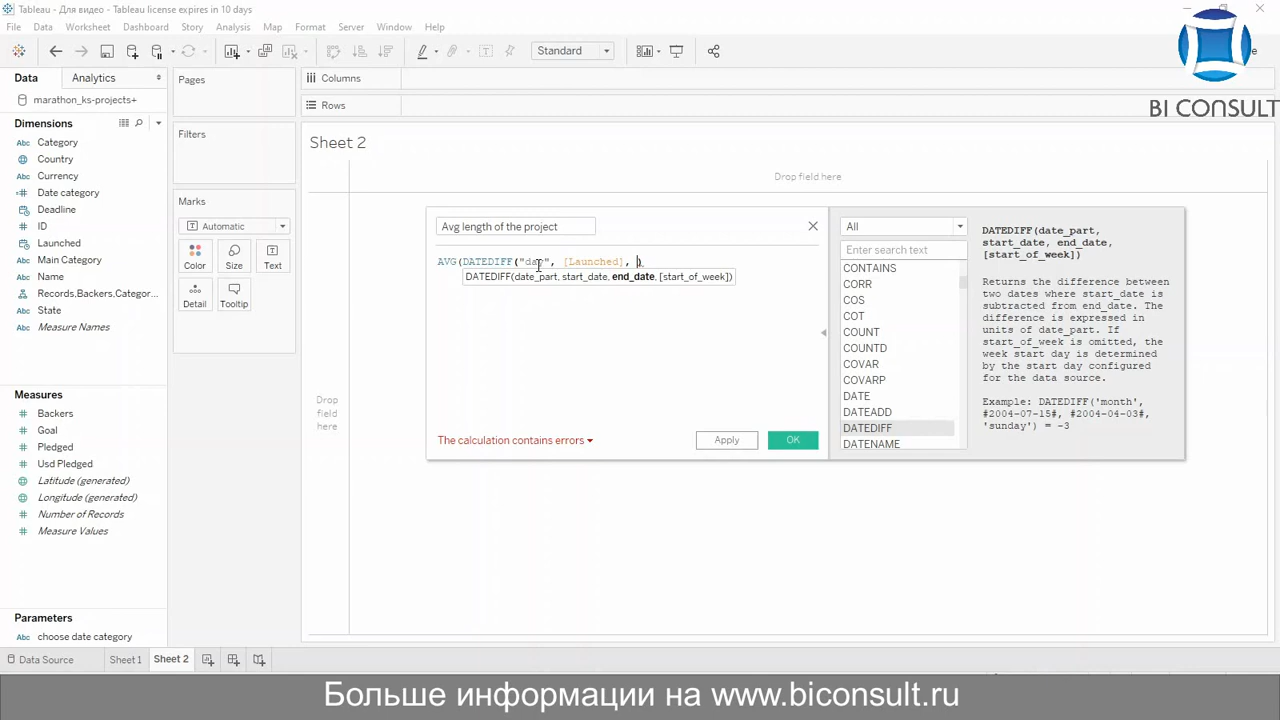 Tableau - Для видео - Tableau license expires in 10 days
File Data Worksheet Dashboard Story Analysis Map Format Server Window Help
Standard
BI CONSULT
Data
Analytics
marathon_ks-projects+
Dimensions
Abc Category
Country
Abc Currency
Date category
Deadline
ID
Launched
Abc Main Category
Abc Name
Records,Backers,Categor...
Abc State
Abc Measure Names
Measures
Backers
Goal
Pledged
Usd Pledged
Latitude (generated)
Longitude (generated)
Number of Records
Measure Values
Parameters
Abc choose date category
Pages
Filters
Marks
Automatic
Color
Size
Text
Detail
Tooltip
Columns
Rows
Sheet 2
Drop field here
Drop
field
here
Avg length of the project
AVG(DATEDIFF("day", [Launched], )
DATEDIFF(date_part, start_date, end_date, [start_of_week])
The calculation contains errors
Apply
OK
All
Enter search text
CONTAINS
CORR
COS
COT
COUNT
COUNTD
COVAR
COVARP
DATE
DATEADD
DATEDIFF
DATENAME
DATEDIFF(date_part,
start_date, end_date,
[start_of_week])
Returns the difference
between two dates where
start_date is
subtracted from end_date. The
difference is expressed in
units of date_part. If
start_of_week is omitted, the
week start day is determined
by the start day configured
for the data source.
Example: DATEDIFF('month',
#2004-07-15#, #2004-04-03#,
'sunday') = -3
Data Source
Sheet 1
Sheet 2
Больше информации на www.biconsult.ru